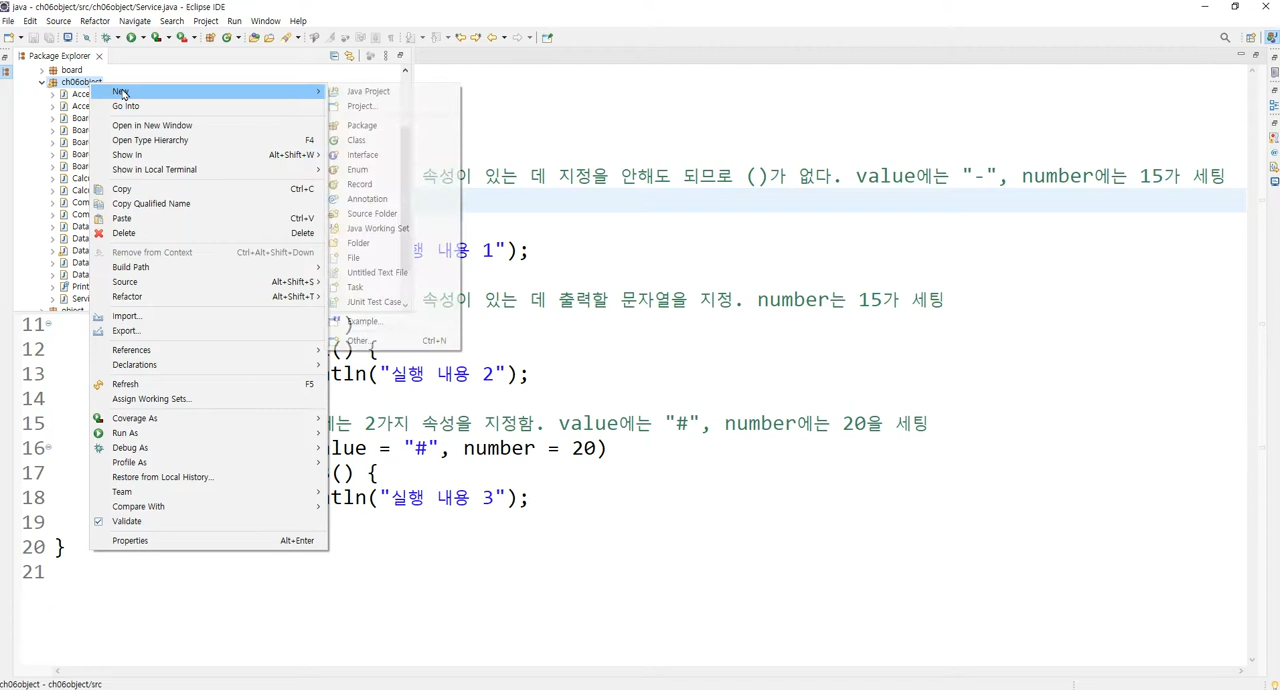 java - ch06object/src/ch06object/Service.java - Eclipse IDE
File Edit Source Refactor Navigate Search Project Run Window Help
Package Explorer
board
ch06object
Acce
Acce
Boar
Boar
Boar
Boar
Boar
Calc
Calc
Com
Com
Data
Data
Data
Data
Data
Print
Servi
object
New
Go Into
Open in New Window
Open Type Hierarchy F4
Show In Alt+Shift+W
Show in Local Terminal
Copy Ctrl+C
Copy Qualified Name
Paste Ctrl+V
Delete Delete
Remove from Context Ctrl+Alt+Shift+Down
Build Path
Source Alt+Shift+S
Refactor Alt+Shift+T
Import...
Export...
References
Declarations
Refresh F5
Assign Working Sets...
Coverage As
Run As
Debug As
Profile As
Restore from Local History...
Team
Compare With
Validate
Properties Alt+Enter
Java Project
Project...
Package
Class
Interface
Enum
Record
Annotation
Source Folder
Java Working Set
Folder
File
Untitled Text File
Task
JUnit Test Case
Example...
Other... Ctrl+N
속성이 있는 데 지정을 안해도 되므로 ()가 없다. value에는 "-", number에는 15가 세팅
행 내용 1");
속성이 있는 데 출력할 문자열을 지정. number는 15가 세팅
11 )
12 () {
13 tln("실행 내용 2");
14
15 는 2가지 속성을 지정함. value에는 "#", number에는 20을 세팅
16 lue = "#", number = 20)
17 () {
18 tln("실행 내용 3");
19
20 }
21
ch06object - ch06object/src